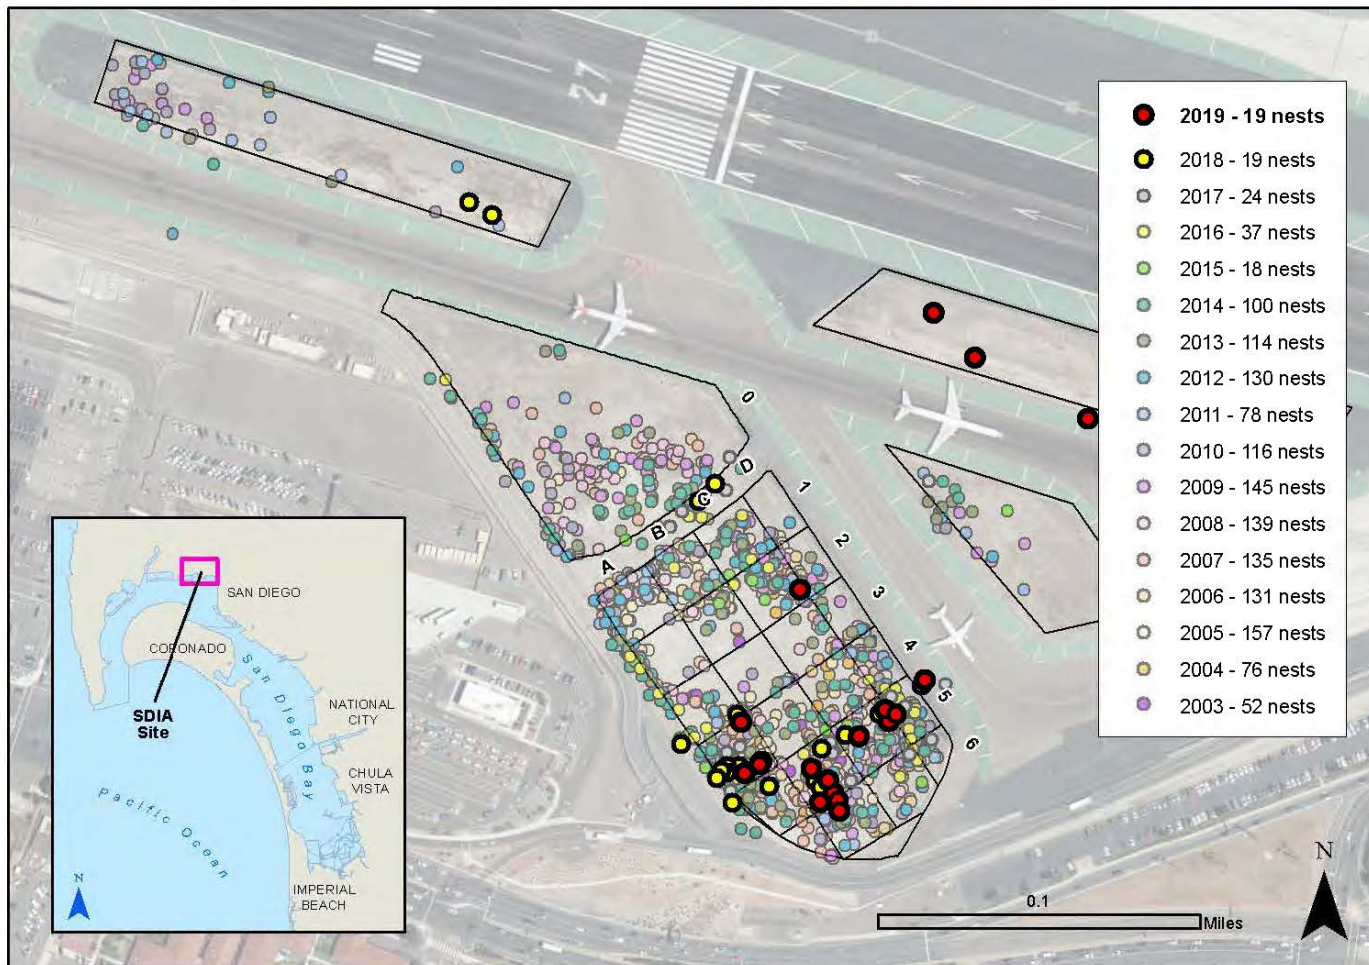 27
2019 - 19 nests
2018 - 19 nests
2017 - 24 nests
2016 - 37 nests
2015 - 18 nests
2014 - 100 nests
2013 - 114 nests
2012 - 130 nests
2011 - 78 nests
2010 - 116 nests
2009 - 145 nests
2008 - 139 nests
2007 - 135 nests
2006 - 131 nests
2005 - 157 nests
2004 - 76 nests
2003 - 52 nests
0
D
C
B
A
1
2
3
4
5
6
SAN DIEGO
CORONADO
San Diego Bay
NATIONAL
CITY
SDIA
Site
CHULA
VISTA
Pacific Ocean
IMPERIAL
BEACH
N
0.1
Miles
N